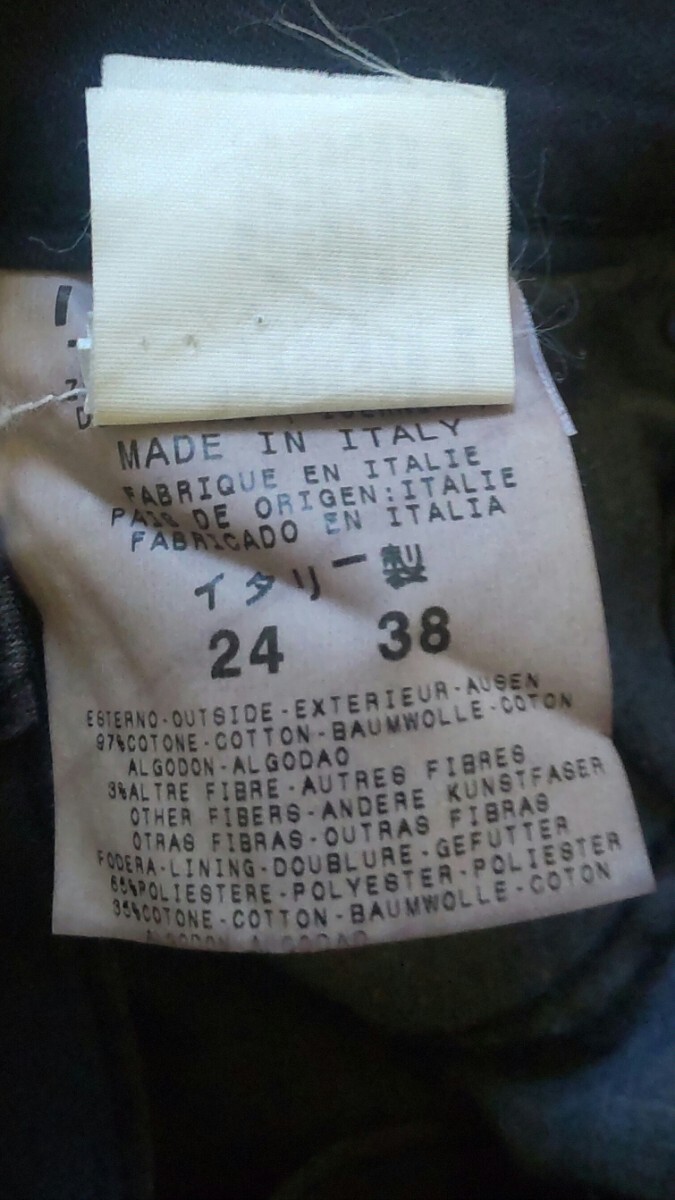 MADE IN ITALY
FABRIQUE EN ITALIE
PAIS DE ORIGEN:ITALIE
FABRICADO EN ITALIA
イタリー製
24 38
ESTERNO-OUTSIDE-EXTERIEUR-AUSEN
97%COTONE-COTTON-BAUMWOLLE-COTON
ALGODON-ALGODAO
3%ALTRE FIBRE-AUTRES FIBRES
OTHER FIBERS-ANDERE KUNSTFASER
OTRAS FIBRAS-OUTRAS FIBRAS
FODERA-LINING-DOUBLURE-GEFUTTER
65%POLIESTERE-POLYESTER-POLIESTER
35%COTONE-COTTON-BAUMWOLLE-COTON
ALGODON-ALGODAO